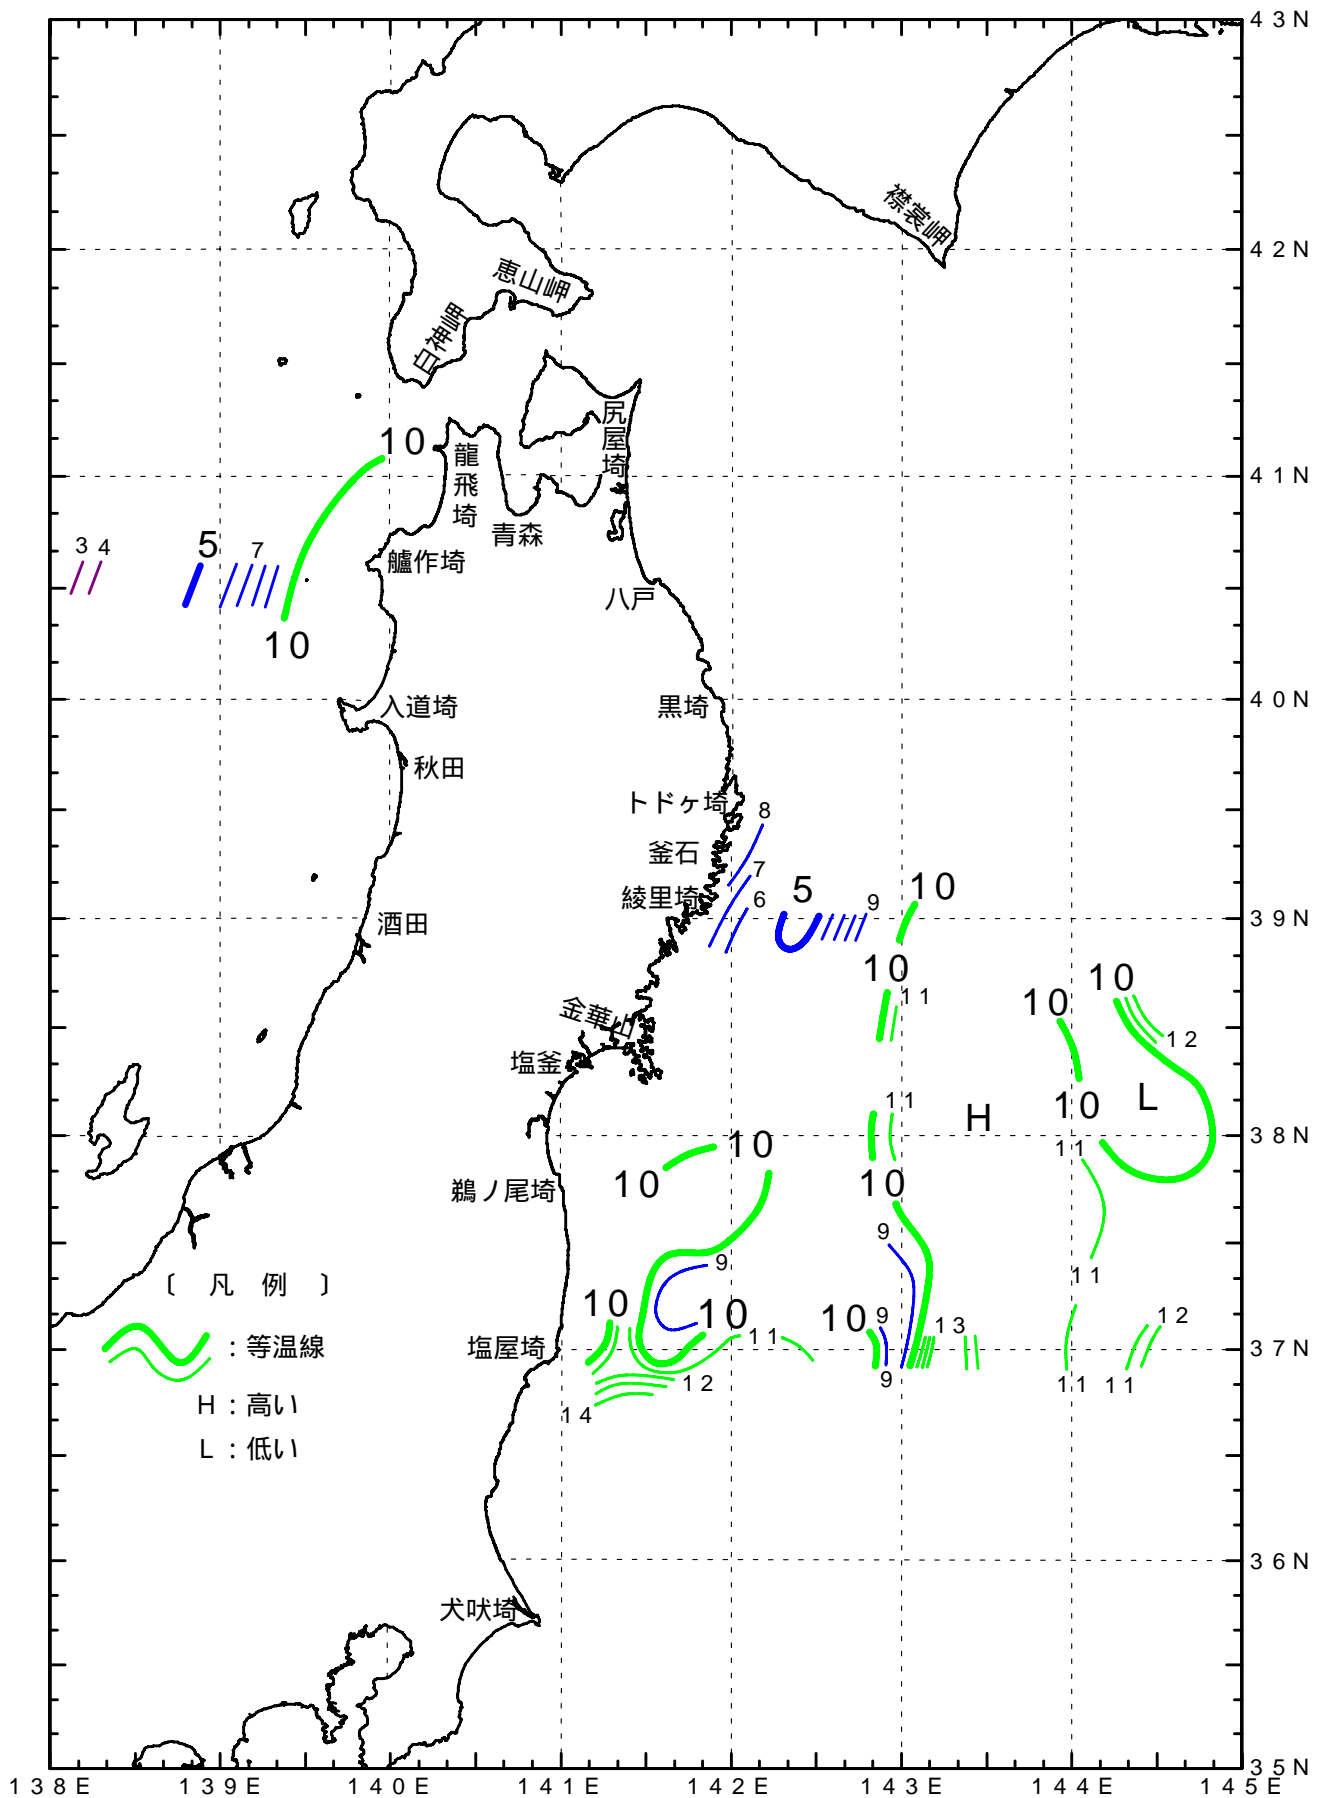 43N
襟裳岬
42N
恵山岬
白神岬
尻屋埼
10
龍飛埼
41N
青森
3 4
5
7
艫作埼
八戸
10
入道埼
黒埼
40N
秋田
トドヶ埼
8
釜石
7
綾里埼
6
5
9
10
酒田
39N
10
11
10
10
金華山
12
塩釜
11
10
L
H
10
38N
11
10
鵜ノ尾埼
10
9
9
11
〔 凡 例 〕
10
10
10
9
13
12
11
塩屋埼
37N
:等温線
9
12
11
11
H:高い
14
L:低い
36N
犬吠埼
35N
138E
139E
140E
141E
142E
143E
144E
145E